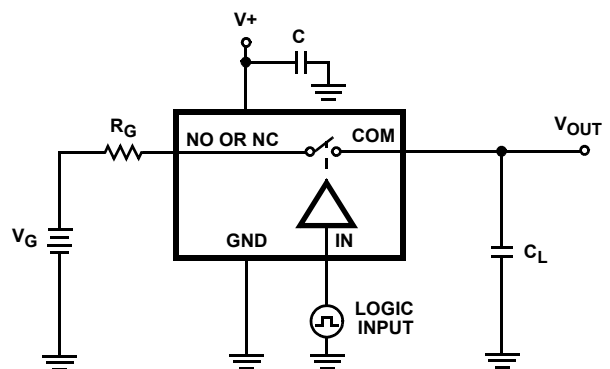 V+
C
RG
NO OR NC
COM
VOUT
VG
GND
IN
CL
LOGIC
INPUT